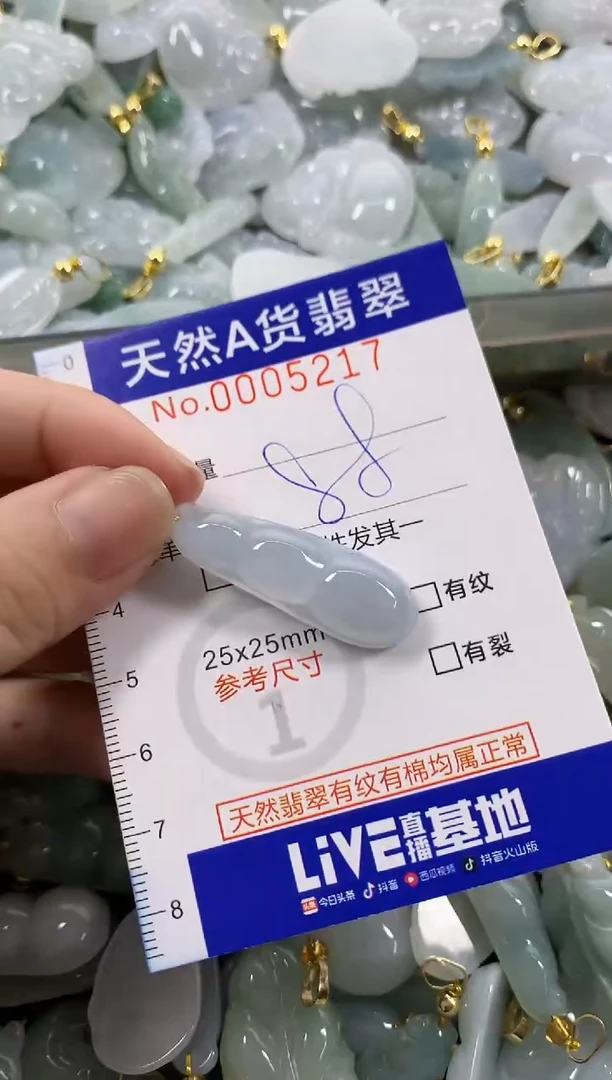 0
天然A货翡翠
No.0005217
量
88
性发其一
有纹
4
25x25mm
参考尺寸
有裂
5
1
6
天然翡翠有纹有棉均属正常
7
LiVE直播基地
头条 今日头条 抖音 西瓜视频 抖音火山版
8